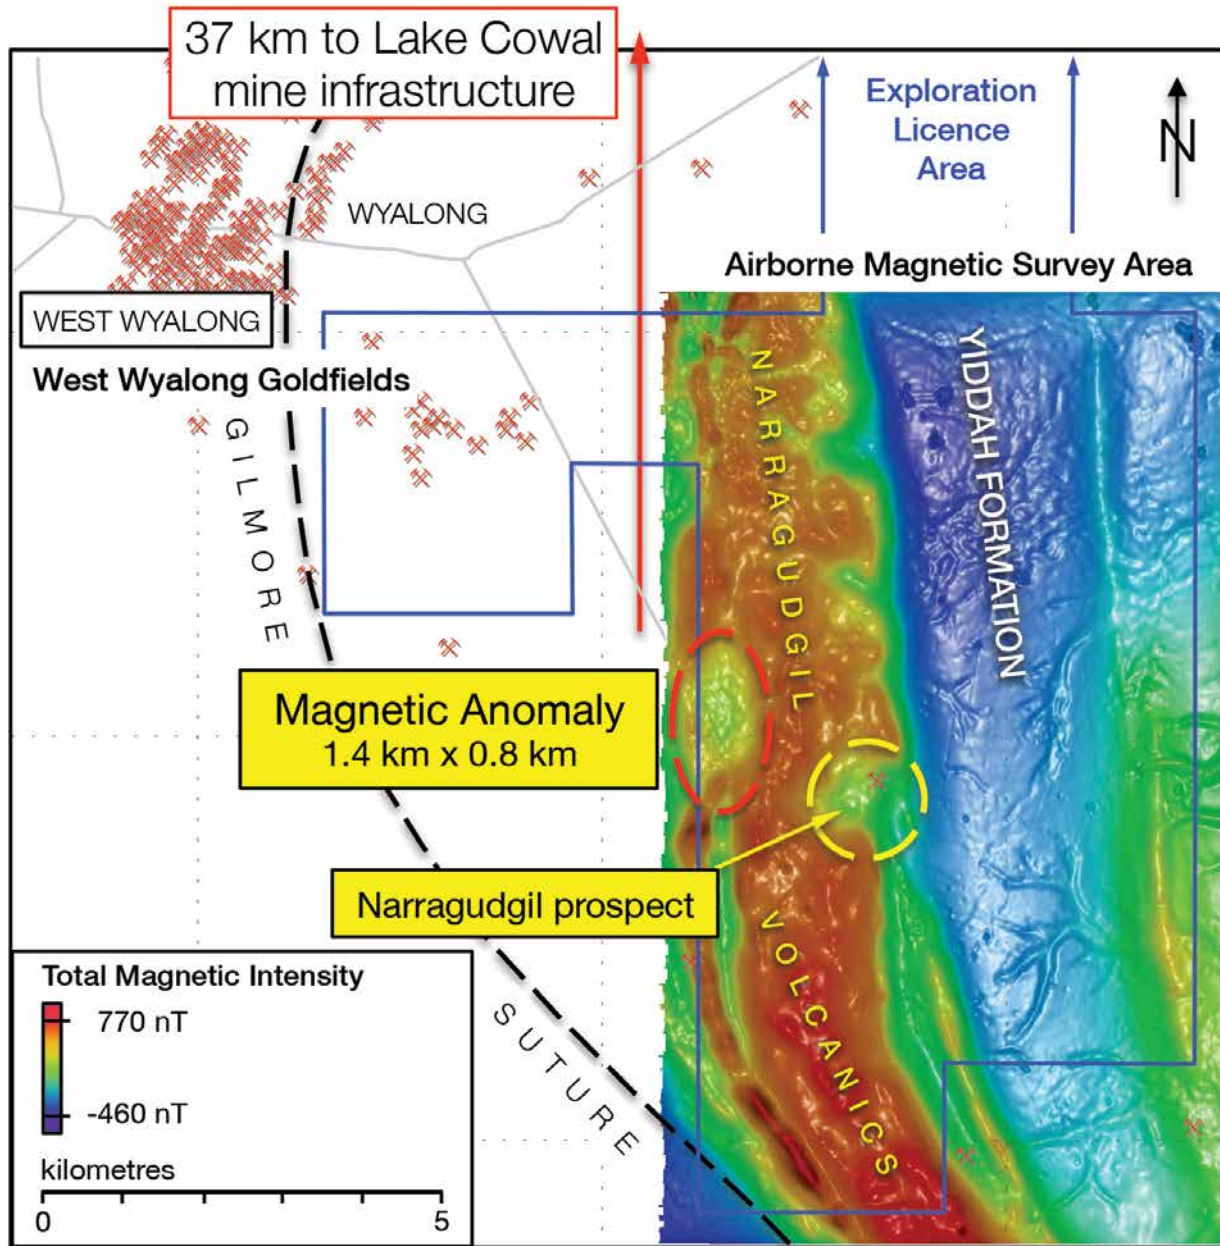 37 km to Lake Cowal
mine infrastructure
Exploration
Licence
Area
N
WYALONG
Airborne Magnetic Survey Area
WEST WYALONG
West Wyalong Goldfields
GILMORE
NARRAGUDGIL
YIDDAH FORMATION
Magnetic Anomaly
1.4 km x 0.8 km
Narragudgil prospect
VOLCANICS
SUTURE
Total Magnetic Intensity
770 nT
-460 nT
kilometres
0
5